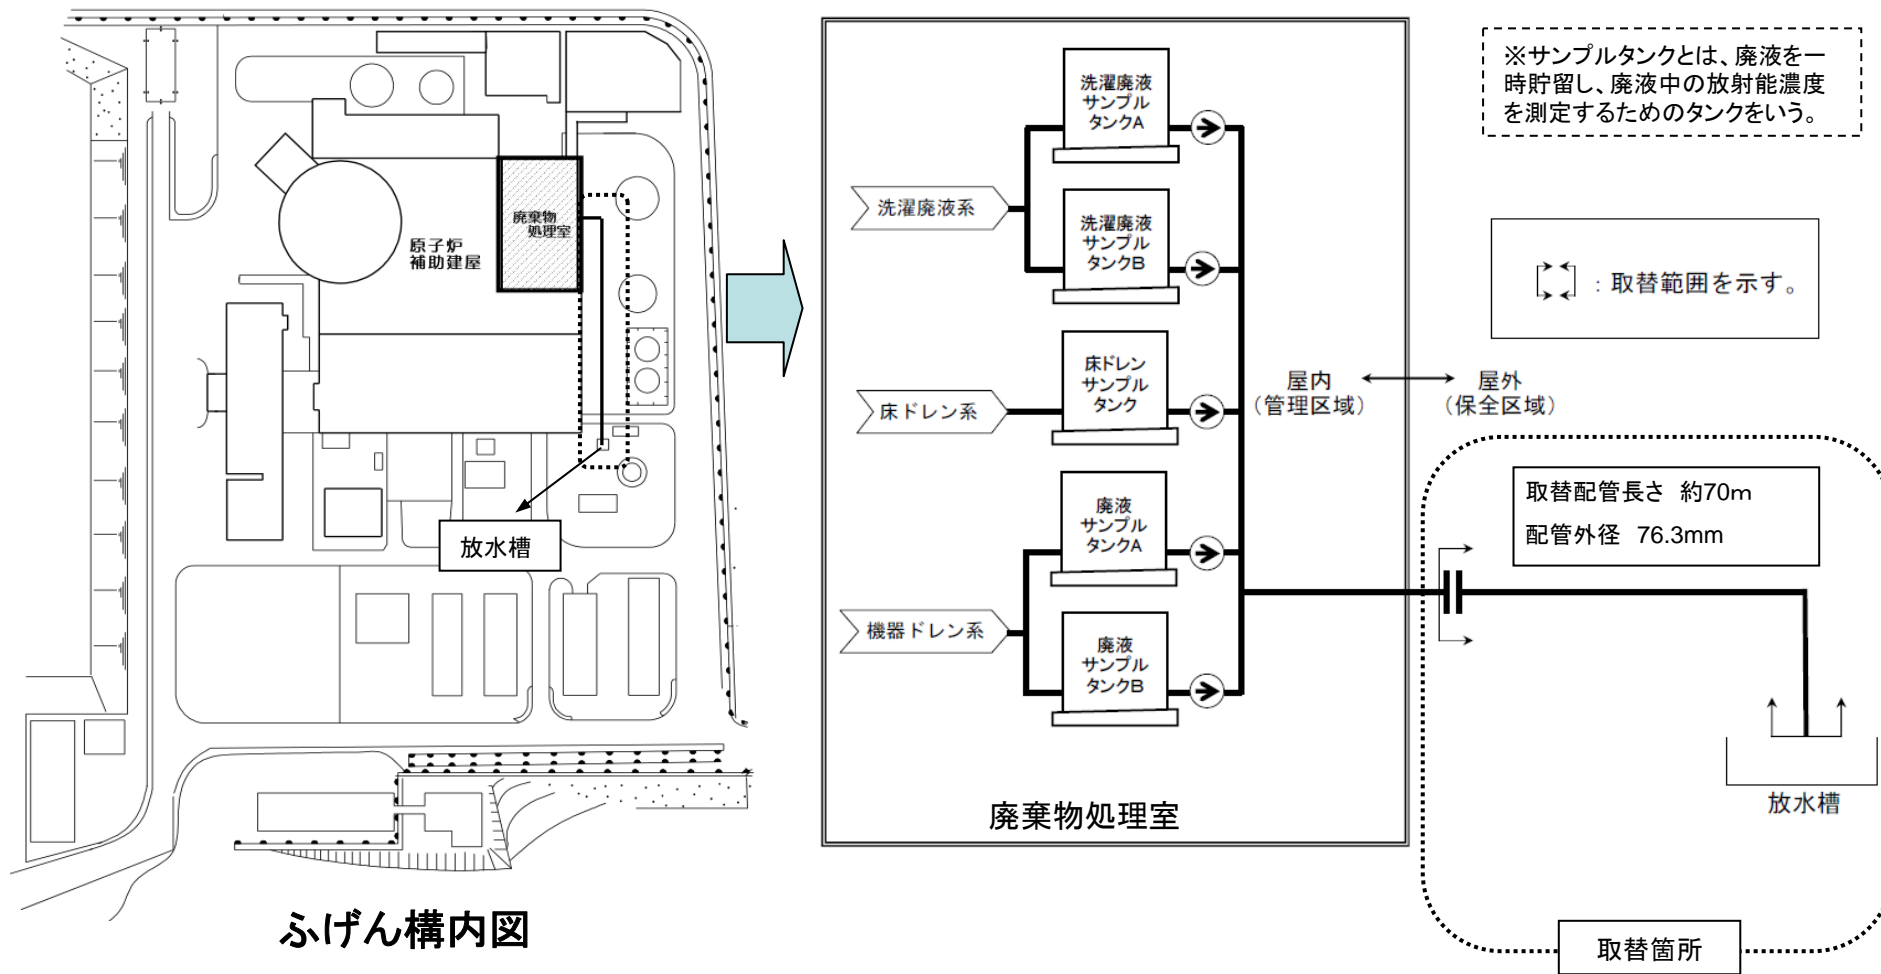 廃棄物
処理室
原子炉
補助建屋
放水槽
ふげん構内図
洗濯廃液
サンプル
タンクA
洗濯廃液系
洗濯廃液
サンプル
タンクB
床ドレン
サンプル
タンク
床ドレン系
廃液
サンプル
タンクA
機器ドレン系
廃液
サンプル
タンクB
廃棄物処理室
屋内
(管理区域)
屋外
(保全区域)
※サンプルタンクとは、廃液を一
時貯留し、廃液中の放射能濃度
を測定するためのタンクをいう。
：取替範囲を示す。
取替配管長さ 約70m
配管外径 76.3mm
放水槽
取替箇所